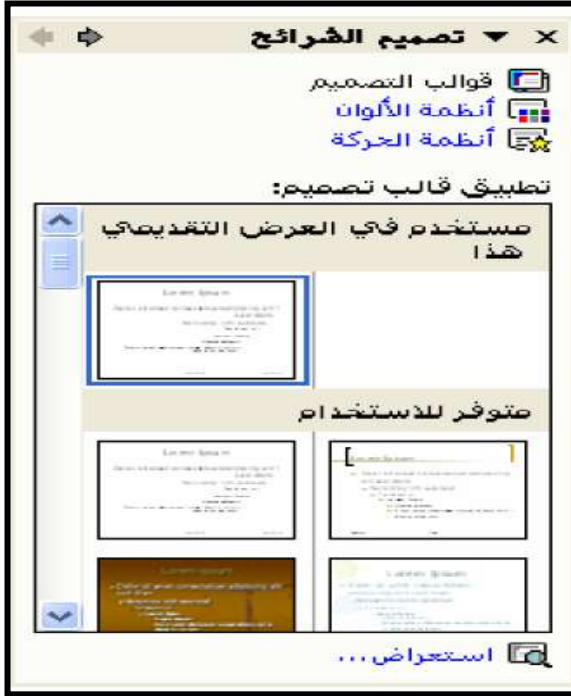 تصميم الشرائح
قوالب التصميم
أنظمة الألوان
أنظمة الحركة
تطبيق قالب تصميم:
مستخدم في العرض التقديمي
هذا
متوفر للاستخدام
استعراض...